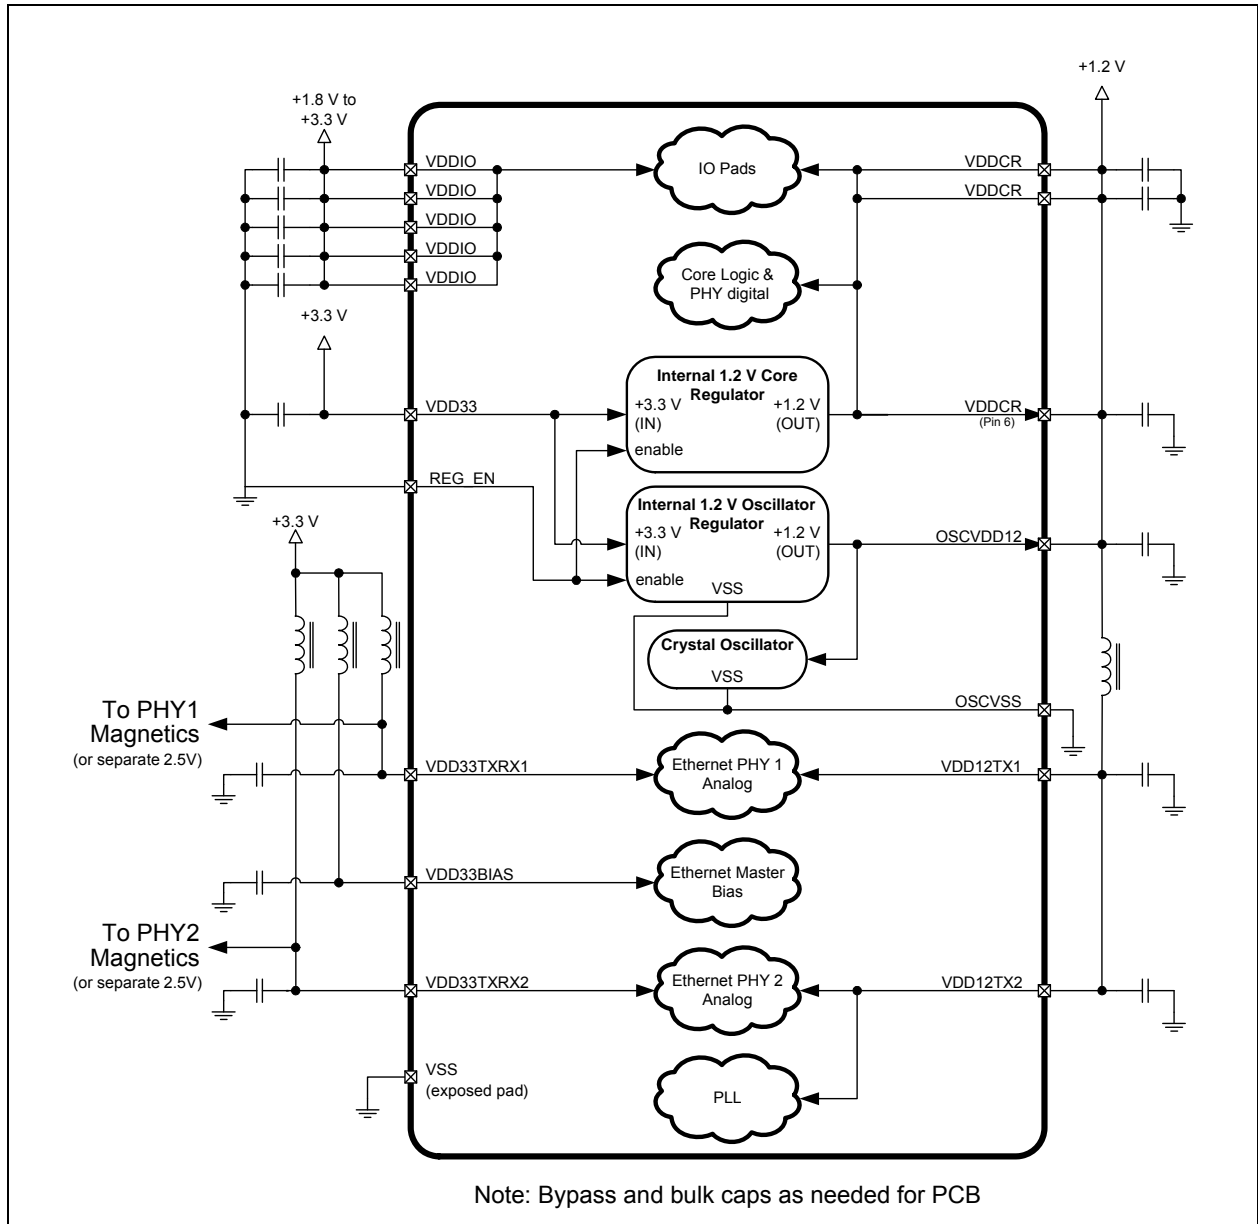 +1.2 V
+1.8 V to
+3.3 V
VDDIO
VDDIO
VDDIO
VDDIO
VDDIO
IO Pads
VDDCR
VDDCR
Core Logic &
PHY digital
+3.3 V
VDD33
Internal 1.2 V Core
Regulator
+3.3 V
(IN)
+1.2 V
(OUT)
enable
VDDCR
(Pin 6)
REG_EN
Internal 1.2 V Oscillator
Regulator
+3.3 V
(IN)
+1.2 V
(OUT)
enable
VSS
OSCVDD12
+3.3 V
Crystal Oscillator
VSS
OSCVSS
To PHY1
Magnetics
(or separate 2.5V)
VDD33TXRX1
Ethernet PHY 1
Analog
VDD12TX1
VDD33BIAS
Ethernet Master
Bias
To PHY2
Magnetics
(or separate 2.5V)
VDD33TXRX2
Ethernet PHY 2
Analog
VDD12TX2
VSS
(exposed pad)
PLL
Note: Bypass and bulk caps as needed for PCB